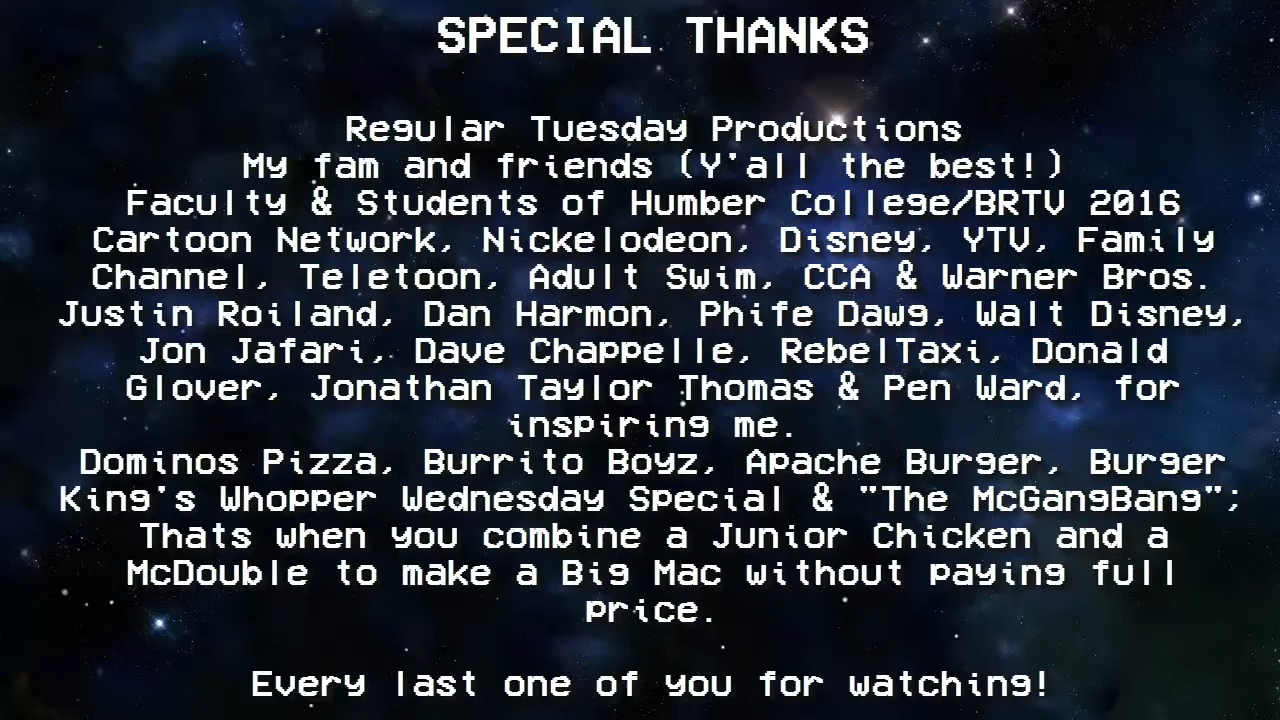 SPECIAL THANKS
Regular Tuesday Productions
My fam and friends (Y'all the best!)
Faculty & Students of Humber College/BRTV 2016
Cartoon Network, Nickelodeon, Disney, YTV, Family
Channel, Teletoon, Adult Swim, CCA & Warner Bros.
Justin Roiland, Dan Harmon, Phife Dawg, Walt Disney,
Jon Jafari, Dave Chappelle, RebelTaxi, Donald
Glover, Jonathan Taylor Thomas & Pen Ward, for
inspiring me.
Dominos Pizza, Burrito Boyz, Apache Burger, Burger
King's Whopper Wednesday Special & "The McGangBang";
Thats when you combine a Junior Chicken and a
McDouble to make a Big Mac without paying full
price.
Every last one of you for watching!